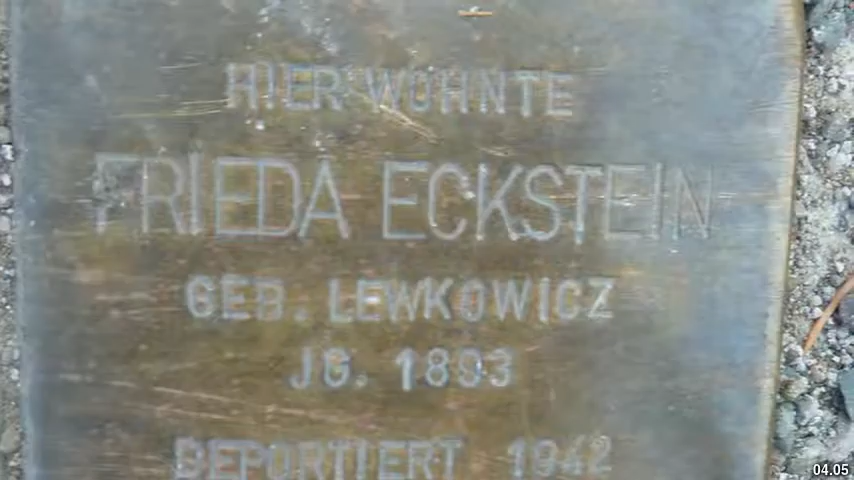 HIER WOHNTE
FRIEDA ECKSTEIN
GEB. LEWKOWICZ
JG. 1893
DEPORTIERT 1942
04.05